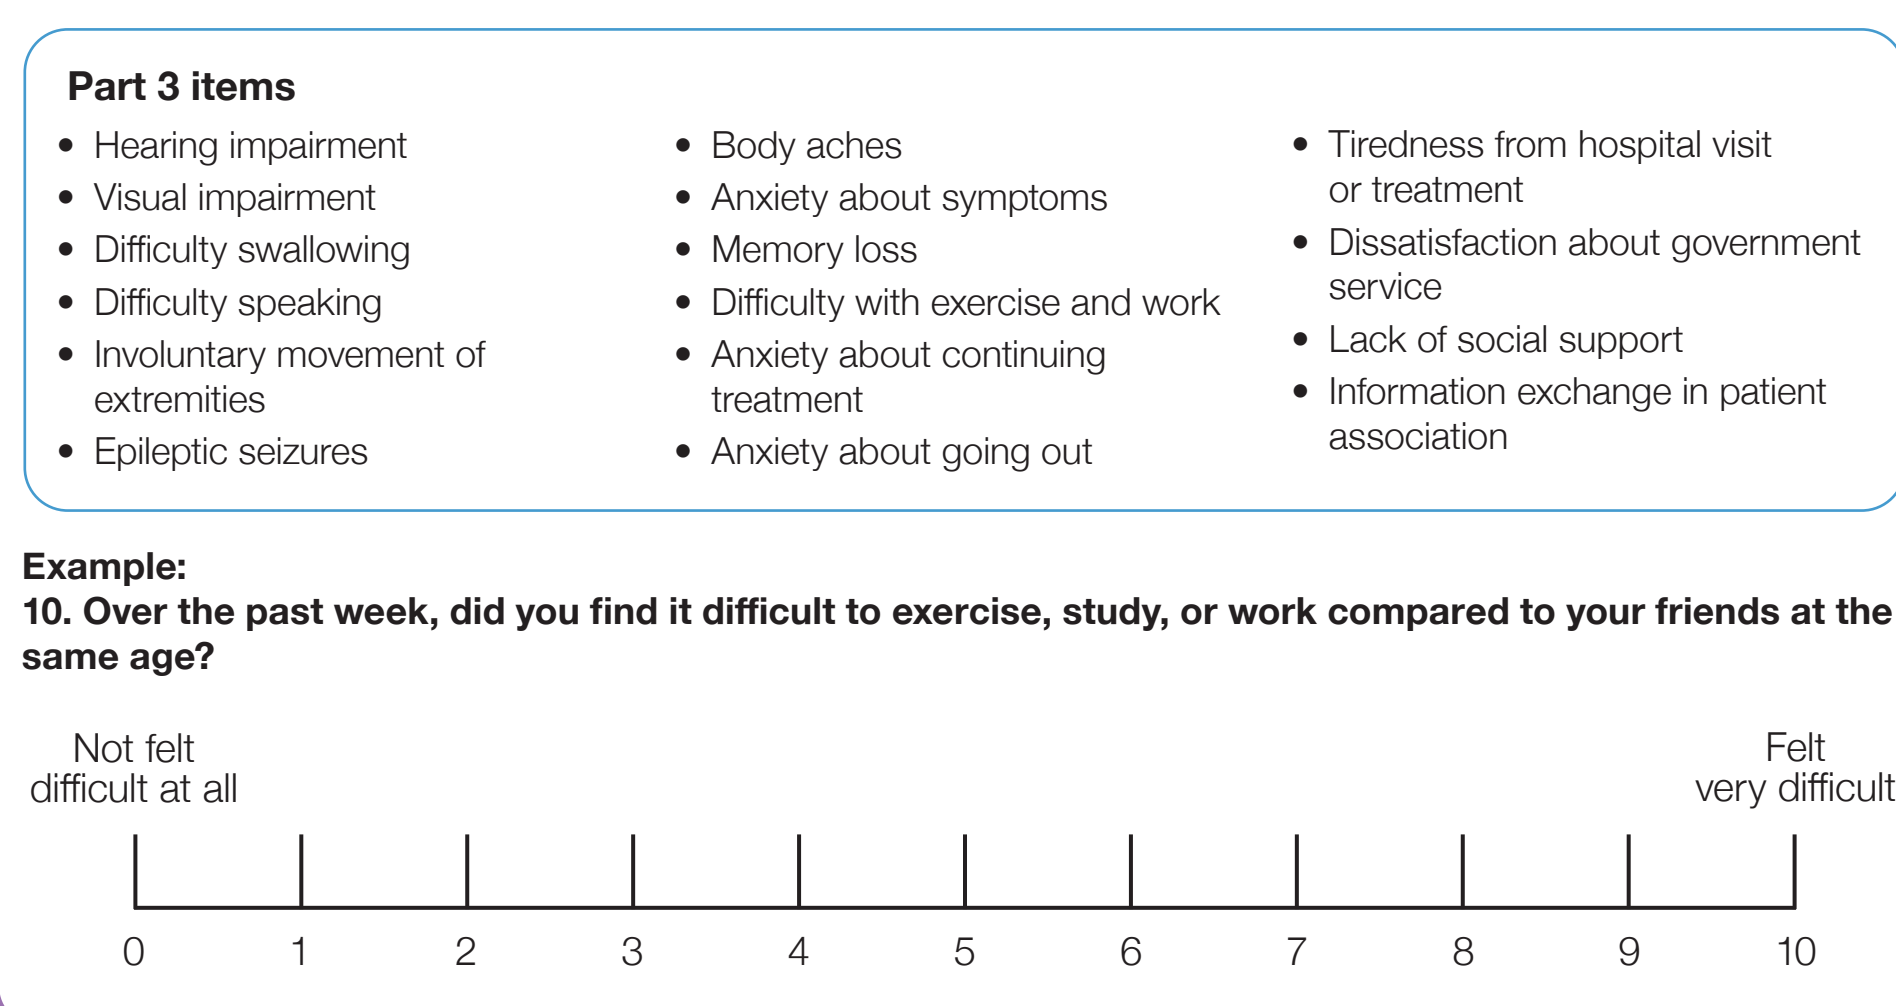 Part 3 items
• Hearing impairment
• Visual impairment
• Difficulty swallowing
• Difficulty speaking
• Involuntary movement of
extremities
• Epileptic seizures
• Body aches
• Anxiety about symptoms
• Memory loss
• Difficulty with exercise and work
• Anxiety about continuing
treatment
• Anxiety about going out
• Tiredness from hospital visit
or treatment
• Dissatisfaction about government
service
• Lack of social support
• Information exchange in patient
association
Example:
10. Over the past week, did you find it difficult to exercise, study, or work compared to your friends at the
same age?
Not felt
difficult at all
Felt
very difficult
0 1 2 3 4 5 6 7 8 9 10